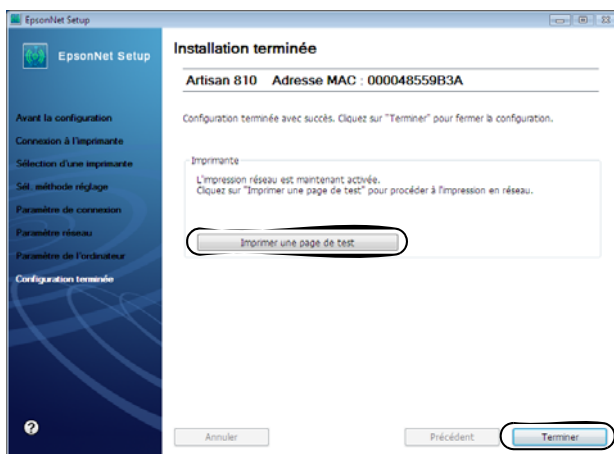 EpsonNet Setup
EpsonNet Setup
Installation terminée
Artisan 810 Adresse MAC : 000048559B3A
Avant la configuration
Connexion à l'imprimante
Sélection d'une imprimante
Sél. méthode réglage
Paramètre de connexion
Paramètre réseau
Paramètre de l'ordinateur
Configuration terminée
Configuration terminée avec succès. Cliquez sur "Terminer" pour fermer la configuration.
Imprimante
L'impression réseau est maintenant activée.
Cliquez sur "Imprimer une page de test" pour procéder à l'impression en réseau.
Imprimer une page de test
?
Annuler
Précédent
Terminer